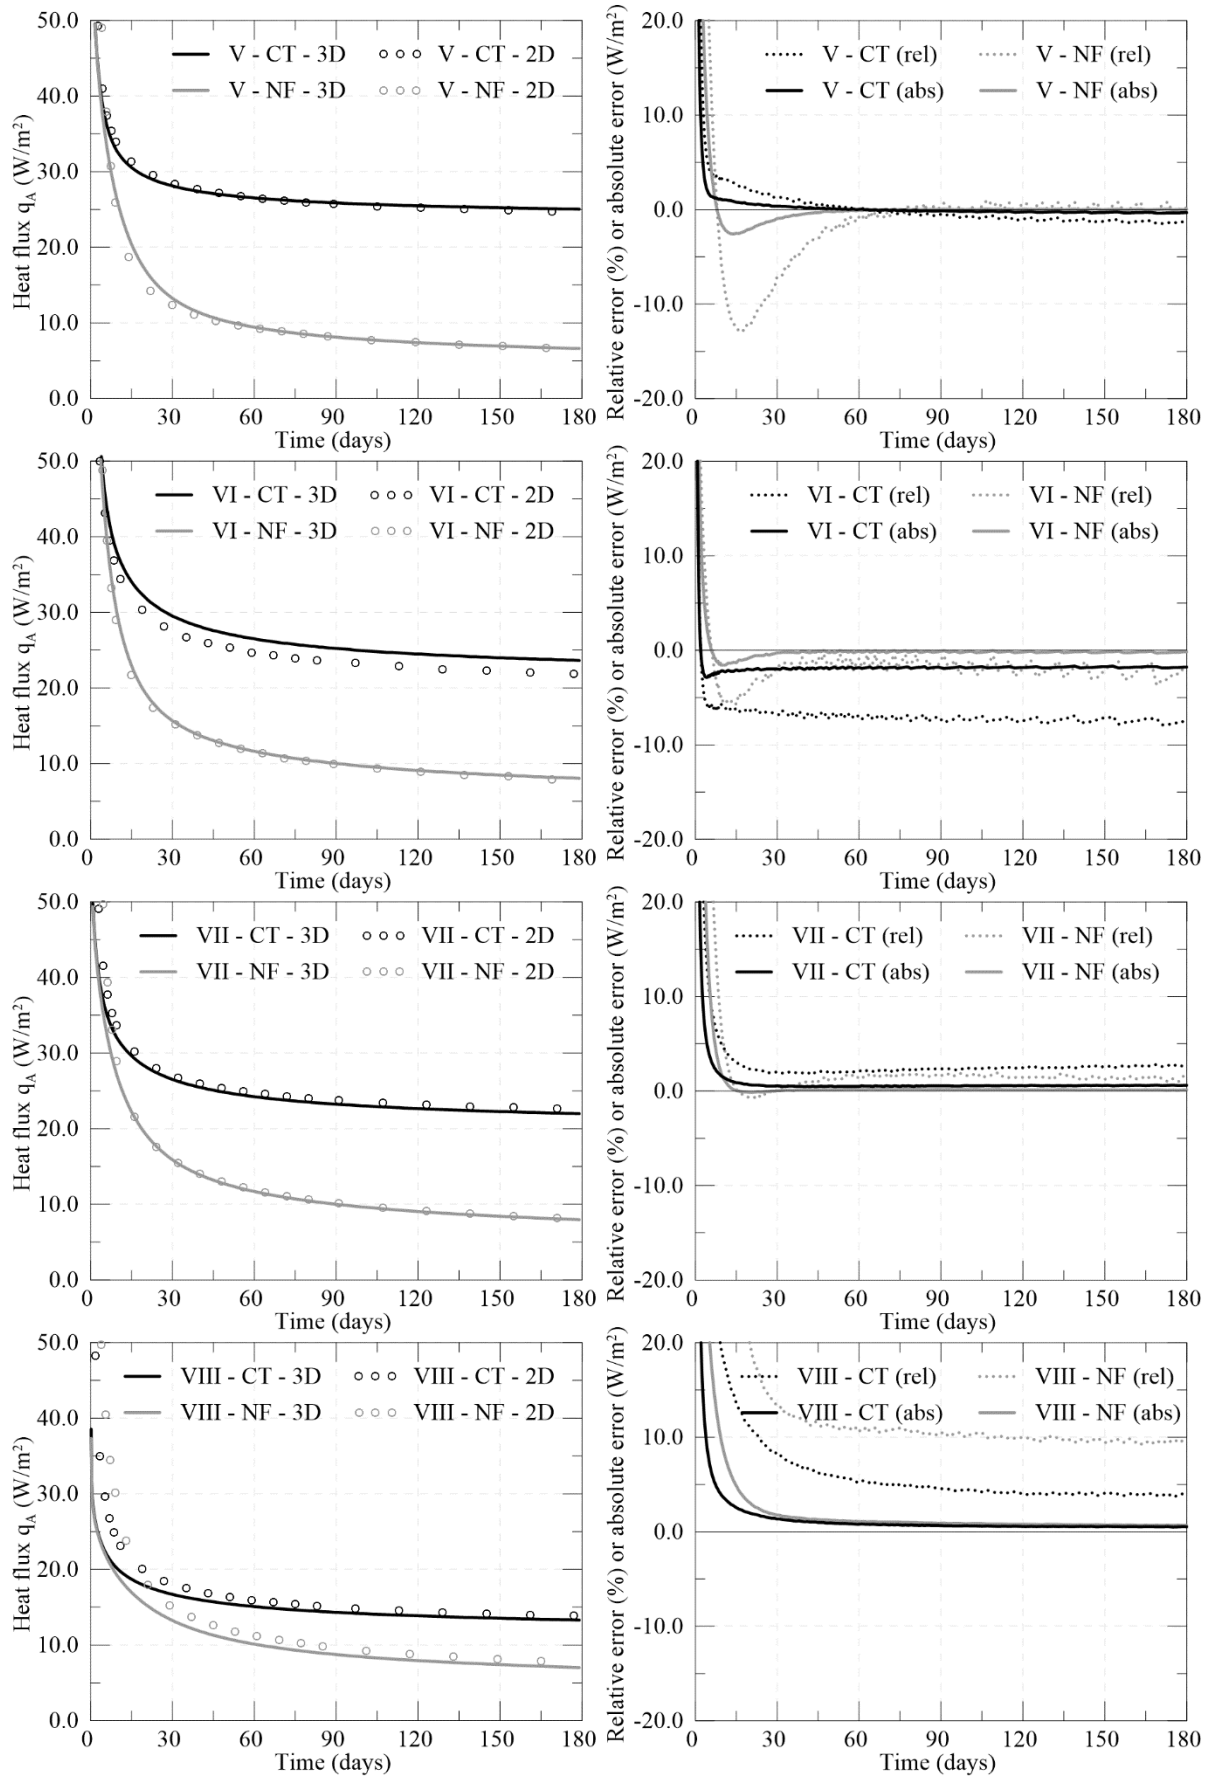 V - CT - 3D V - CT - 2D
V - NF - 3D V - NF - 2D
Heat flux qA (W/m²)
50.0
40.0
30.0
20.0
10.0
0.0
0 30 60 90 120 150 180
Time (days)
V - CT (rel) V - NF (rel)
V - CT (abs) V - NF (abs)
Relative error (%) or absolute error (W/m²)
20.0
10.0
0.0
-10.0
-20.0
0 30 60 90 120 150 180
Time (days)
VI - CT - 3D VI - CT - 2D
VI - NF - 3D VI - NF - 2D
Heat flux qA (W/m²)
50.0
40.0
30.0
20.0
10.0
0.0
0 30 60 90 120 150 180
Time (days)
VI - CT (rel) VI - NF (rel)
VI - CT (abs) VI - NF (abs)
Relative error (%) or absolute error (W/m²)
20.0
10.0
0.0
-10.0
-20.0
0 30 60 90 120 150 180
Time (days)
VII - CT - 3D VII - CT - 2D
VII - NF - 3D VII - NF - 2D
Heat flux qA (W/m²)
50.0
40.0
30.0
20.0
10.0
0.0
0 30 60 90 120 150 180
Time (days)
VII - CT (rel) VII - NF (rel)
VII - CT (abs) VII - NF (abs)
Relative error (%) or absolute error (W/m²)
20.0
10.0
0.0
-10.0
-20.0
0 30 60 90 120 150 180
Time (days)
VIII - CT - 3D VIII - CT - 2D
VIII - NF - 3D VIII - NF - 2D
Heat flux qA (W/m²)
50.0
40.0
30.0
20.0
10.0
0.0
0 30 60 90 120 150 180
Time (days)
VIII - CT (rel) VIII - NF (rel)
VIII - CT (abs) VIII - NF (abs)
Relative error (%) or absolute error (W/m²)
20.0
10.0
0.0
-10.0
-20.0
0 30 60 90 120 150 180
Time (days)